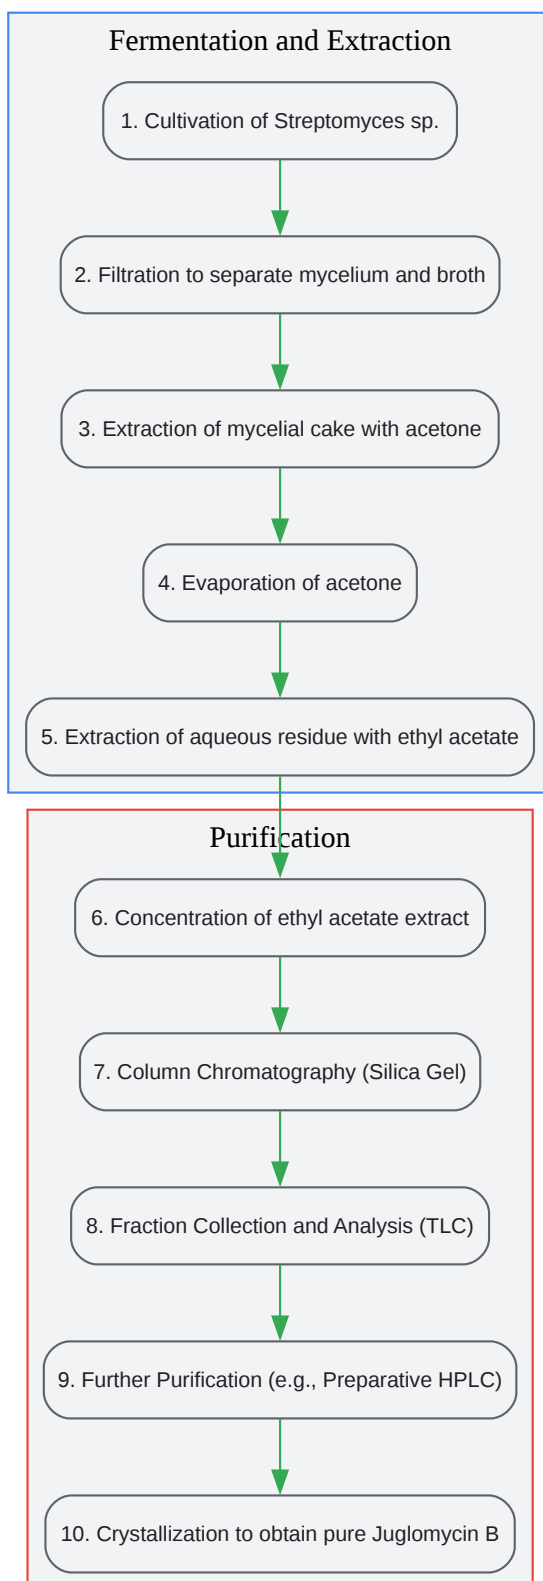 Fermentation and Extraction
1. Cultivation of Streptomyces sp.
2. Filtration to separate mycelium and broth
3. Extraction of mycelial cake with acetone
4. Evaporation of acetone
5. Extraction of aqueous residue with ethyl acetate
Purification
6. Concentration of ethyl acetate extract
7. Column Chromatography (Silica Gel)
8. Fraction Collection and Analysis (TLC)
9. Further Purification (e.g., Preparative HPLC)
10. Crystallization to obtain pure Juglomycin B